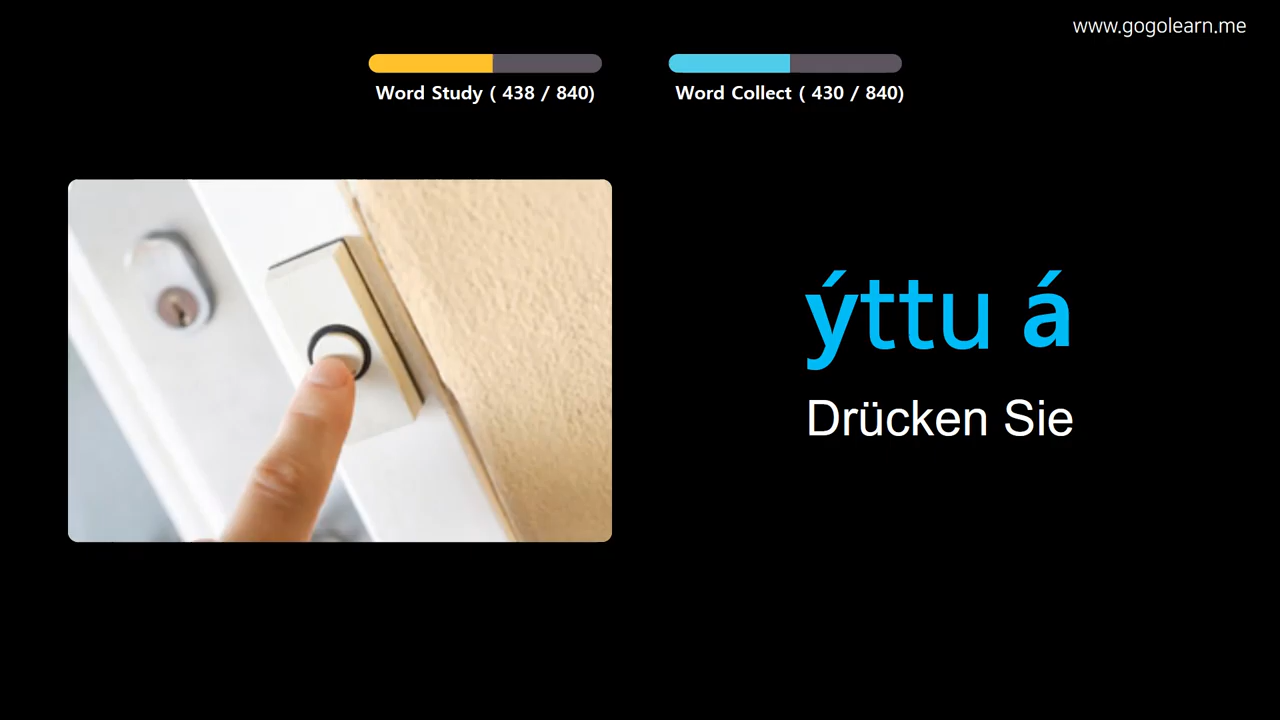 www.gogolearn.me
Word Study ( 438 / 840)
Word Collect ( 430 / 840)
ýttu á
Drücken Sie